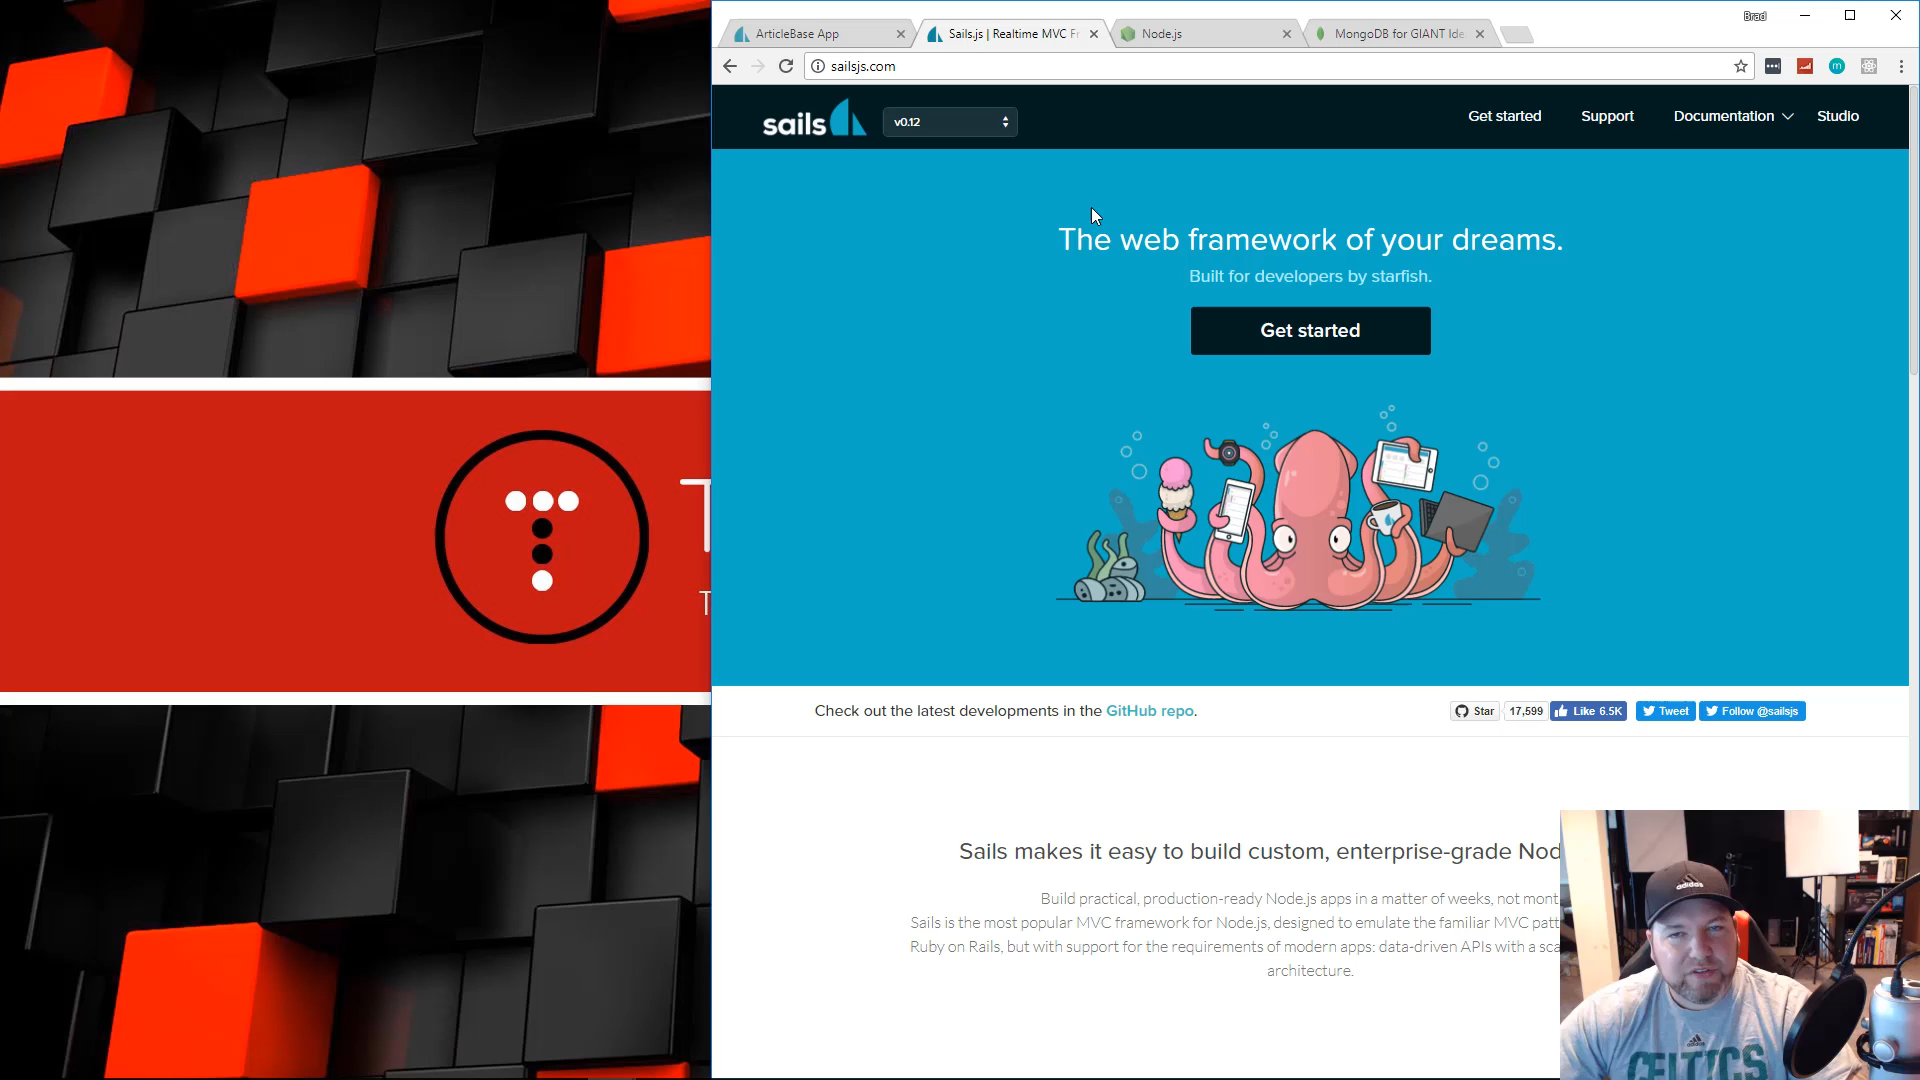 Brad
ArticleBase App
Sails.js | Realtime MVC Fr
Node.js
MongoDB for GIANT Ide
sailsjs.com
sails
v0.12
Get started
Support
Documentation
Studio
The web framework of your dreams.
Built for developers by starfish.
Get started
T
T
Check out the latest developments in the GitHub repo.
Star
17,599
Like 6.5K
Tweet
Follow @sailsjs
Sails makes it easy to build custom, enterprise-grade Nod
Build practical, production-ready Node.js apps in a matter of weeks, not mont
Sails is the most popular MVC framework for Node.js, designed to emulate the familiar MVC patt
Ruby on Rails, but with support for the requirements of modern apps: data-driven APIs with a sca
architecture.
adidas
adidas
CELTICS